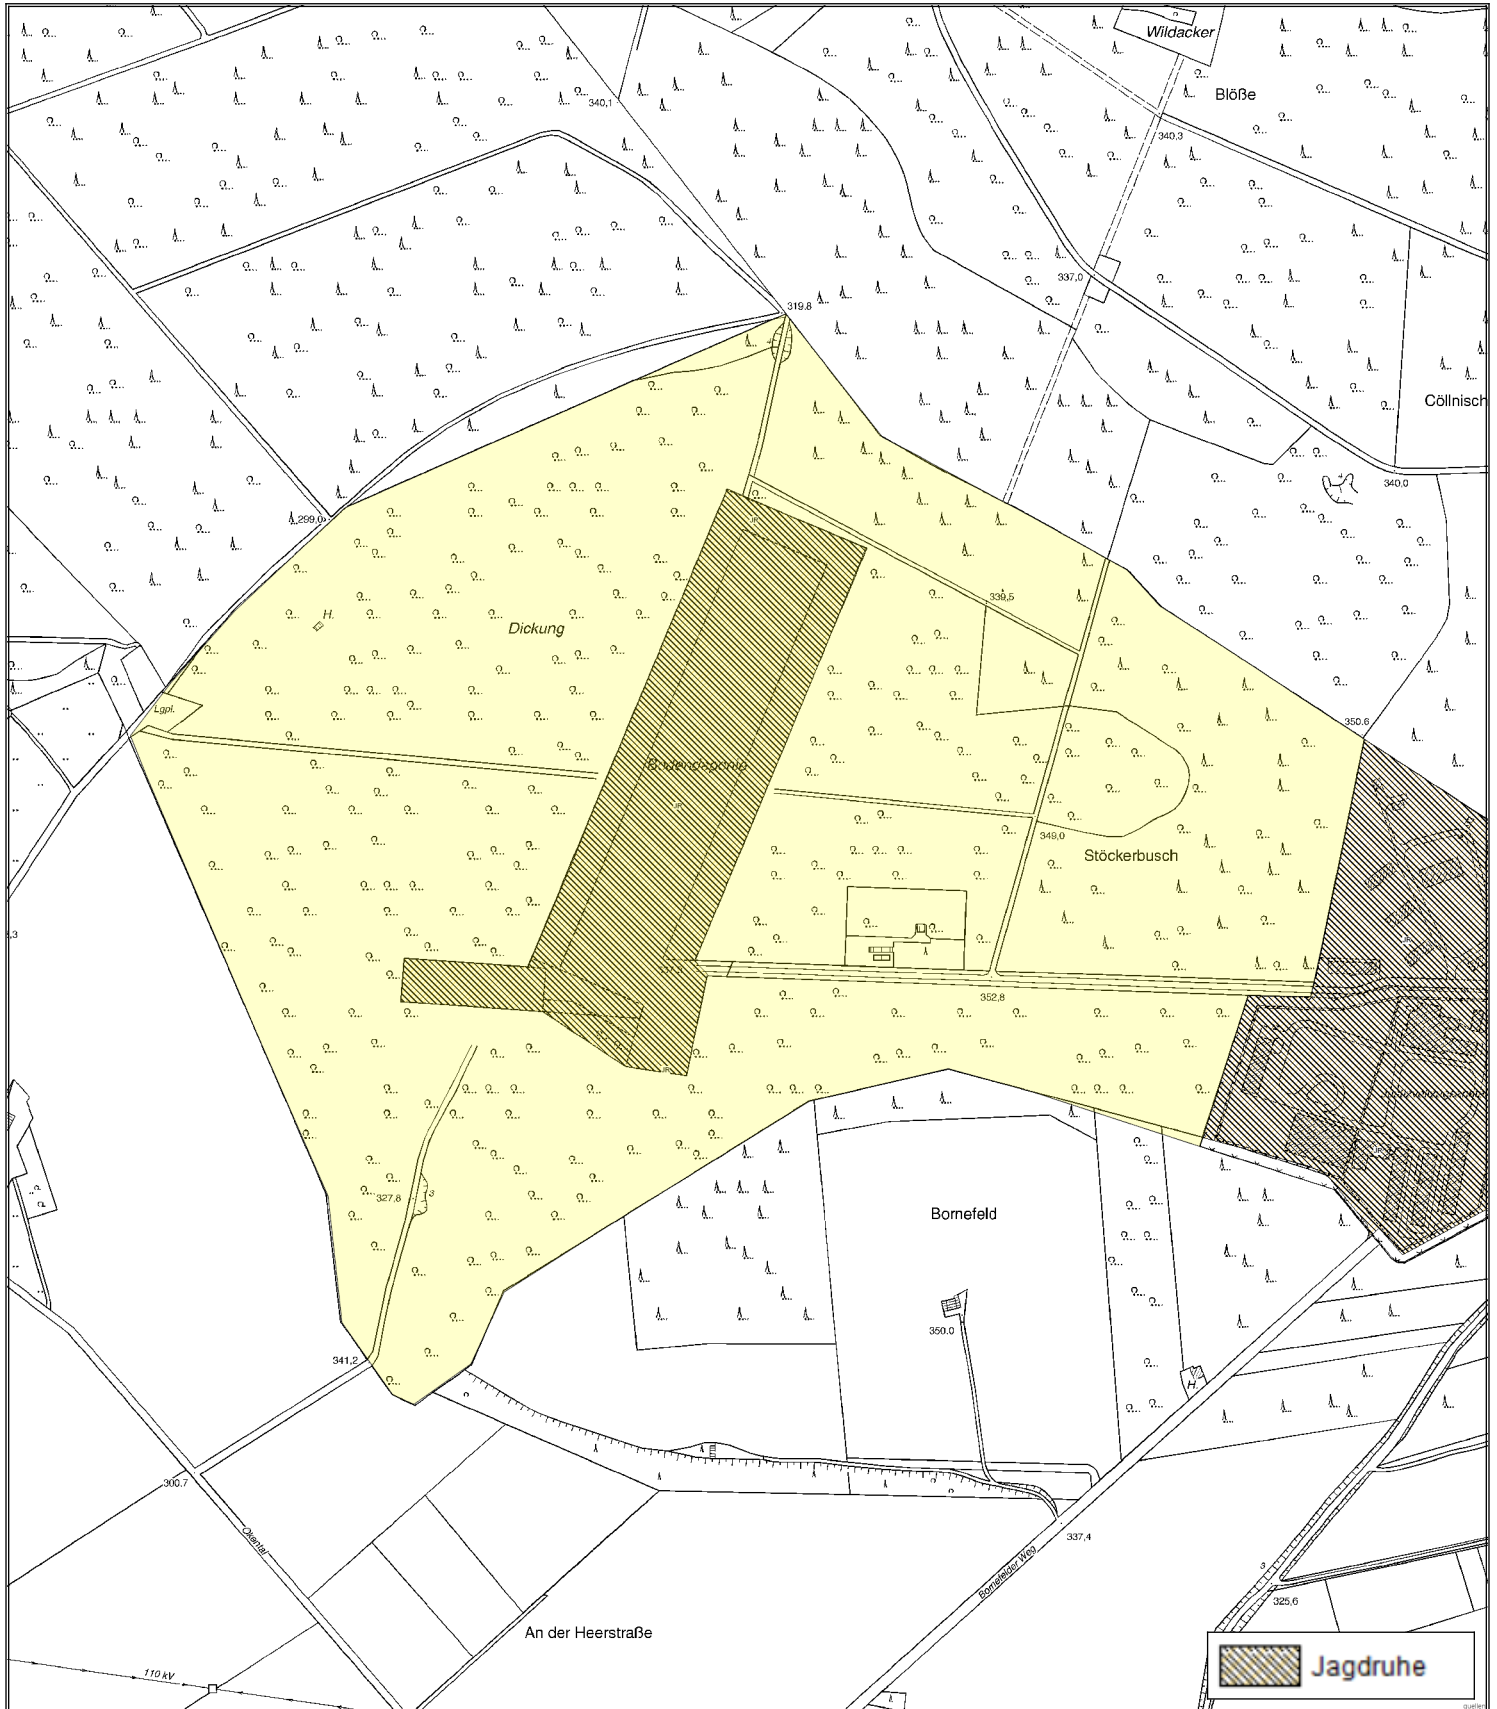 Wildacker
Blöße
340,1
340,3
337,0
319.8
Cöllnisch
340,0
299,0
339,5
H.
Dickung
Lgpl.
350.6
349,0
Stöckerbusch
352,8
327,8
3
Bornefeld
350.0
341,2
H.
300.7
Okental
337,4
Bornefelder Weg
3
325,6
An der Heerstraße
110 kV
Jagdruhe